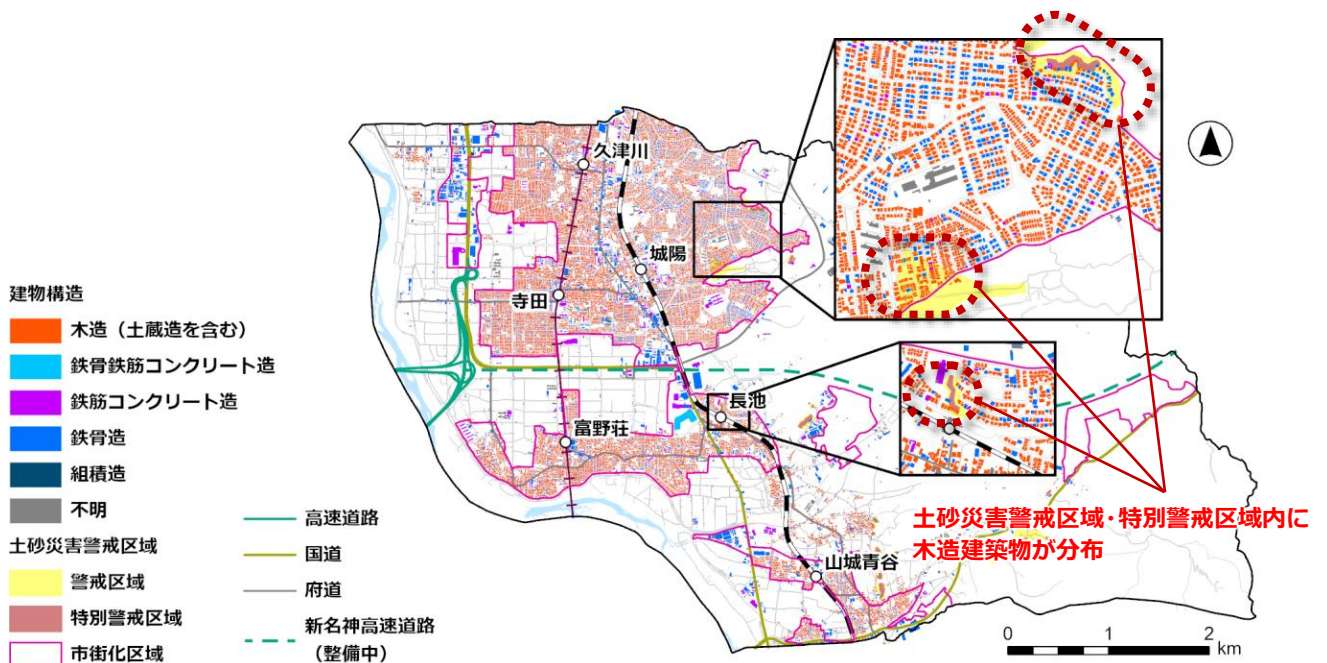 久津川
城陽
寺田
長池
富野荘
山城青谷
建物構造
木造（土蔵造を含む）
鉄骨鉄筋コンクリート造
鉄筋コンクリート造
鉄骨造
組積造
不明
土砂災害警戒区域
警戒区域
特別警戒区域
市街化区域
高速道路
国道
府道
新名神高速道路
（整備中）
土砂災害警戒区域・特別警戒区域内に
木造建築物が分布
0 1 2
km